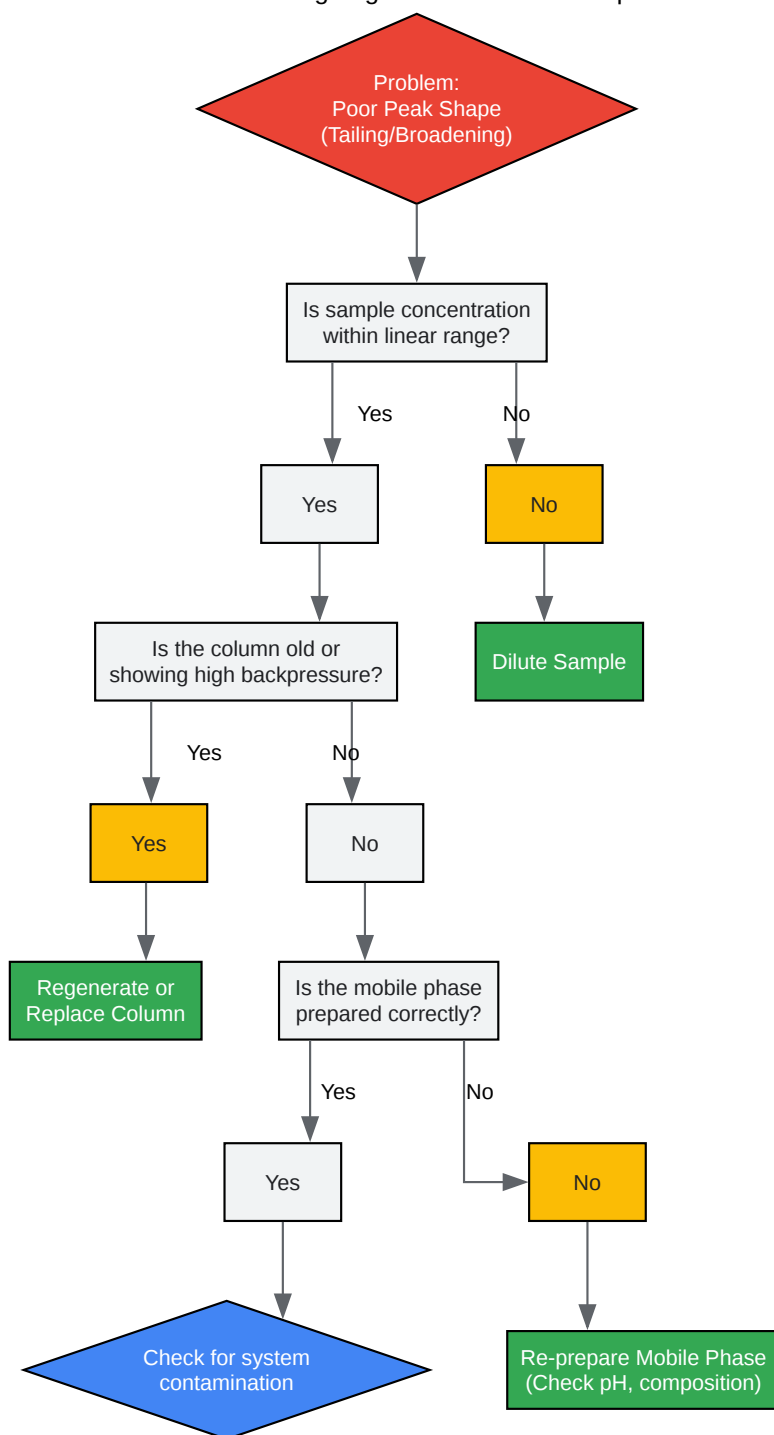 Problem:
Poor Peak Shape
(Tailing/Broadening)
Is sample concentration
within linear range?
Yes
No
Yes
No
Is the column old or
showing high backpressure?
Dilute Sample
Yes
No
Yes
No
Regenerate or
Replace Column
Is the mobile phase
prepared correctly?
Yes
No
Yes
No
Check for system
contamination
Re-prepare Mobile Phase
(Check pH, composition)